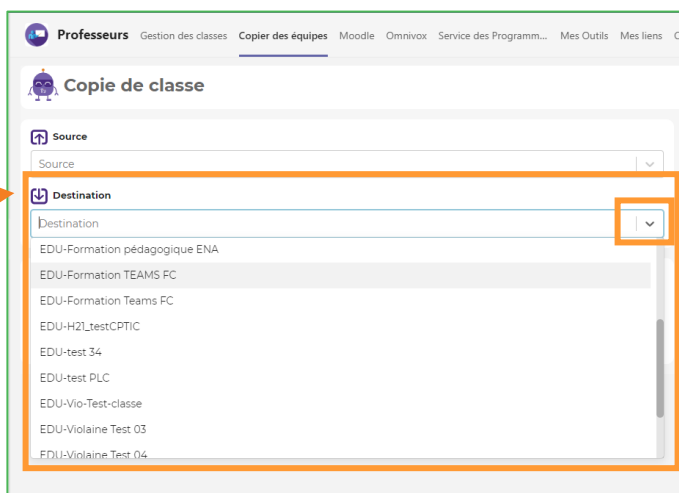 Professeurs Gestion des classes Copier des équipes Moodle Omnivox Service des Programm... Mes Outils Mes liens
Copie de classe
Source
Source
Destination
Destination
EDU-Formation pédagogique ENA
EDU-Formation TEAMS FC
EDU-Formation Teams FC
EDU-H21_testCPTIC
EDU-test 34
EDU-test PLC
EDU-Vio-Test-classe
EDU-Violaine Test 03
EDU-Violaine Test 04